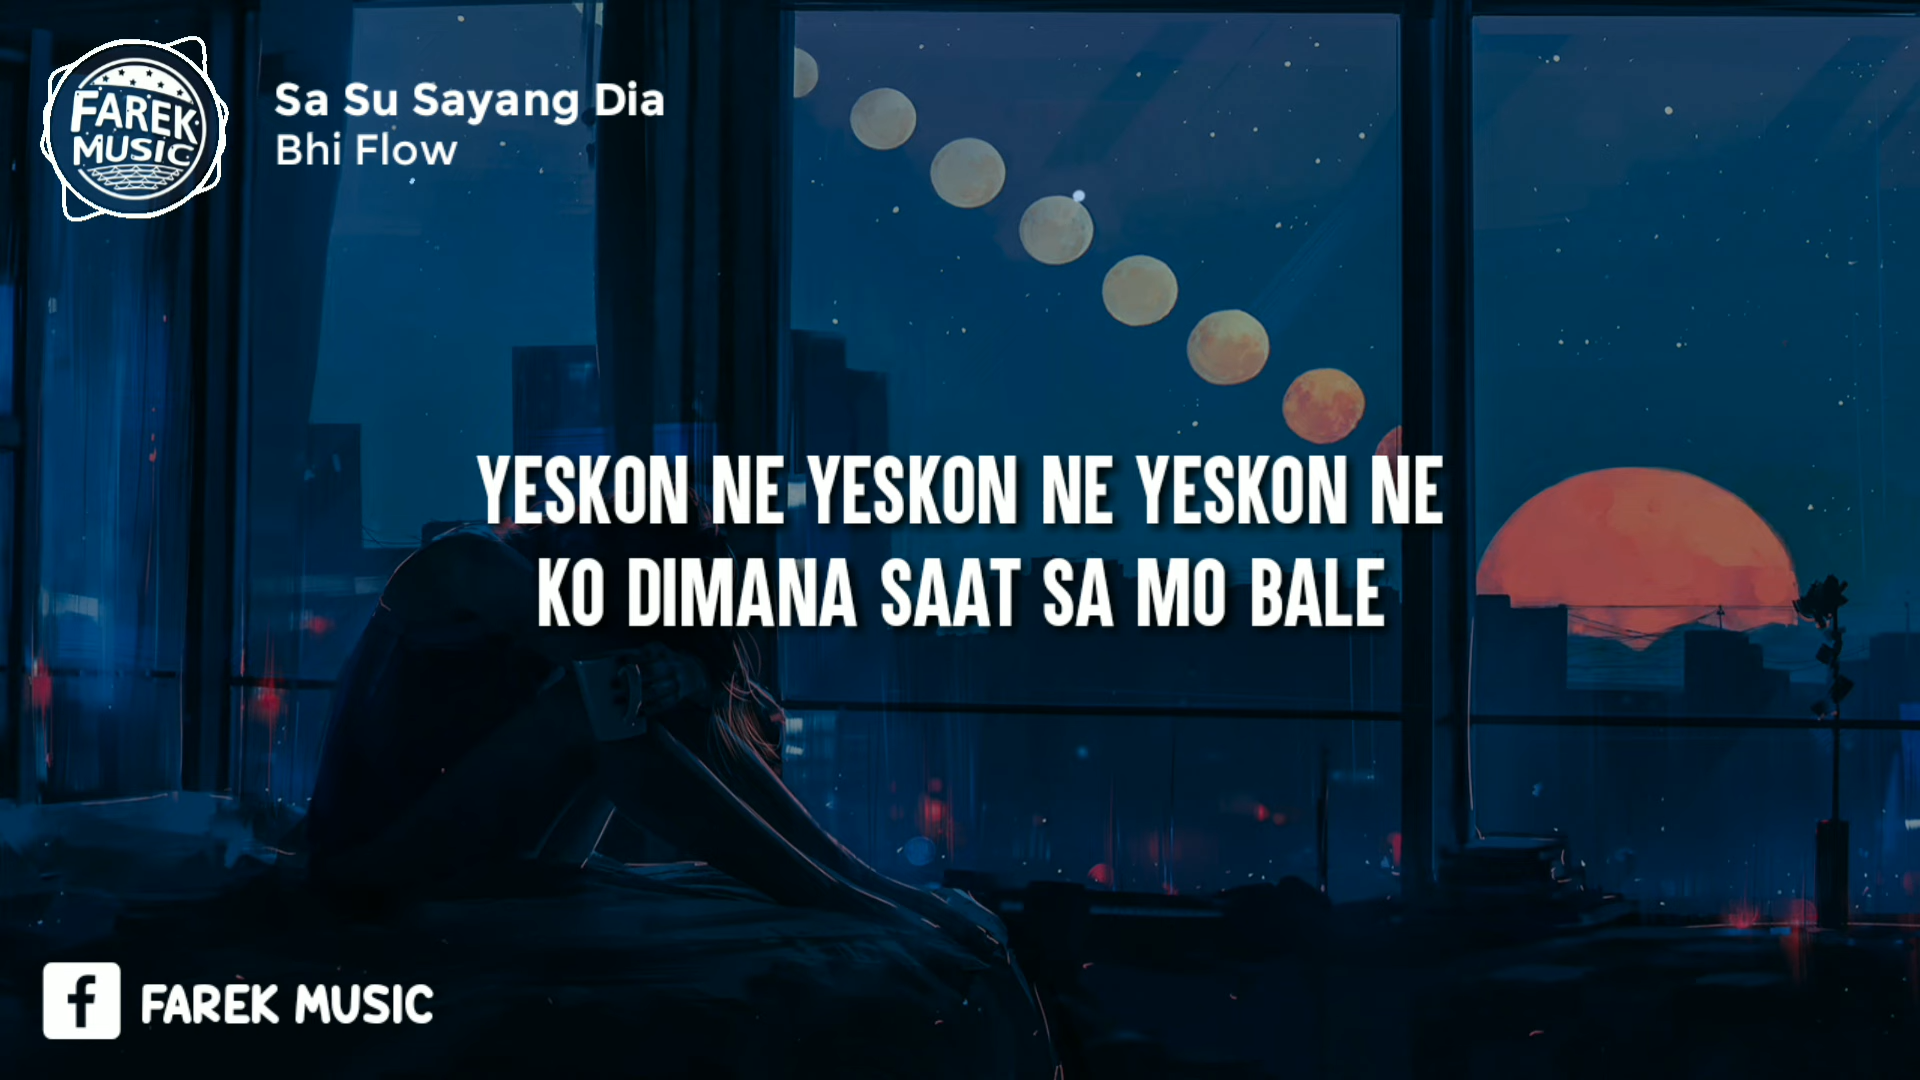 FAREK
MUSIC
Sa Su Sayang Dia
Bhi Flow
YESKON NE YESKON NE YESKON NE
KO DIMANA SAAT SA MO BALE
f FAREK MUSIC